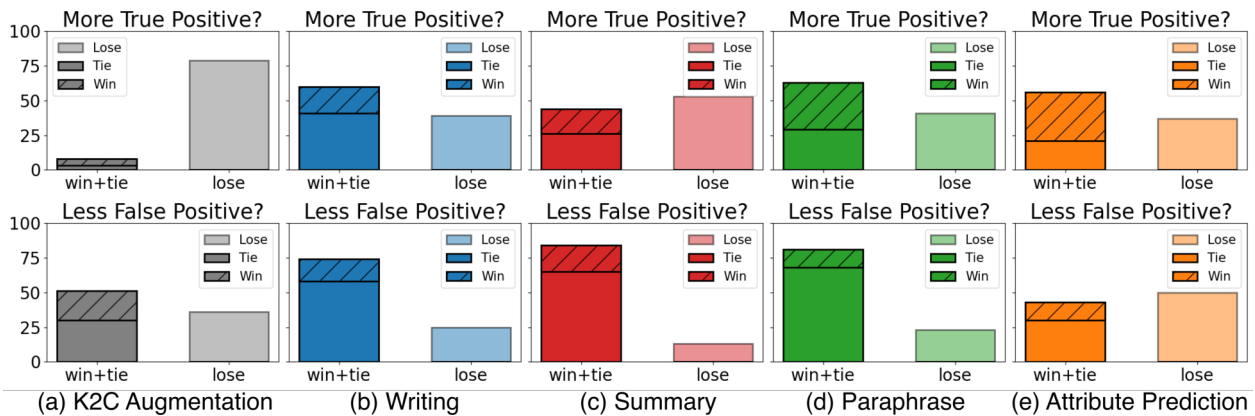 More True Positive?
100
75
50
25
0
Lose
Tie
Win
win+tie
lose
More True Positive?
Lose
Tie
Win
win+tie
lose
More True Positive?
Lose
Tie
Win
win+tie
lose
More True Positive?
Lose
Tie
Win
win+tie
lose
More True Positive?
Lose
Tie
Win
win+tie
lose
Less False Positive?
100
75
50
25
0
Lose
Tie
Win
win+tie
lose
Less False Positive?
Lose
Tie
Win
win+tie
lose
Less False Positive?
Lose
Tie
Win
win+tie
lose
Less False Positive?
Lose
Tie
Win
win+tie
lose
Less False Positive?
Lose
Tie
Win
win+tie
lose
(a) K2C Augmentation
(b) Writing
(c) Summary
(d) Paraphrase
(e) Attribute Prediction